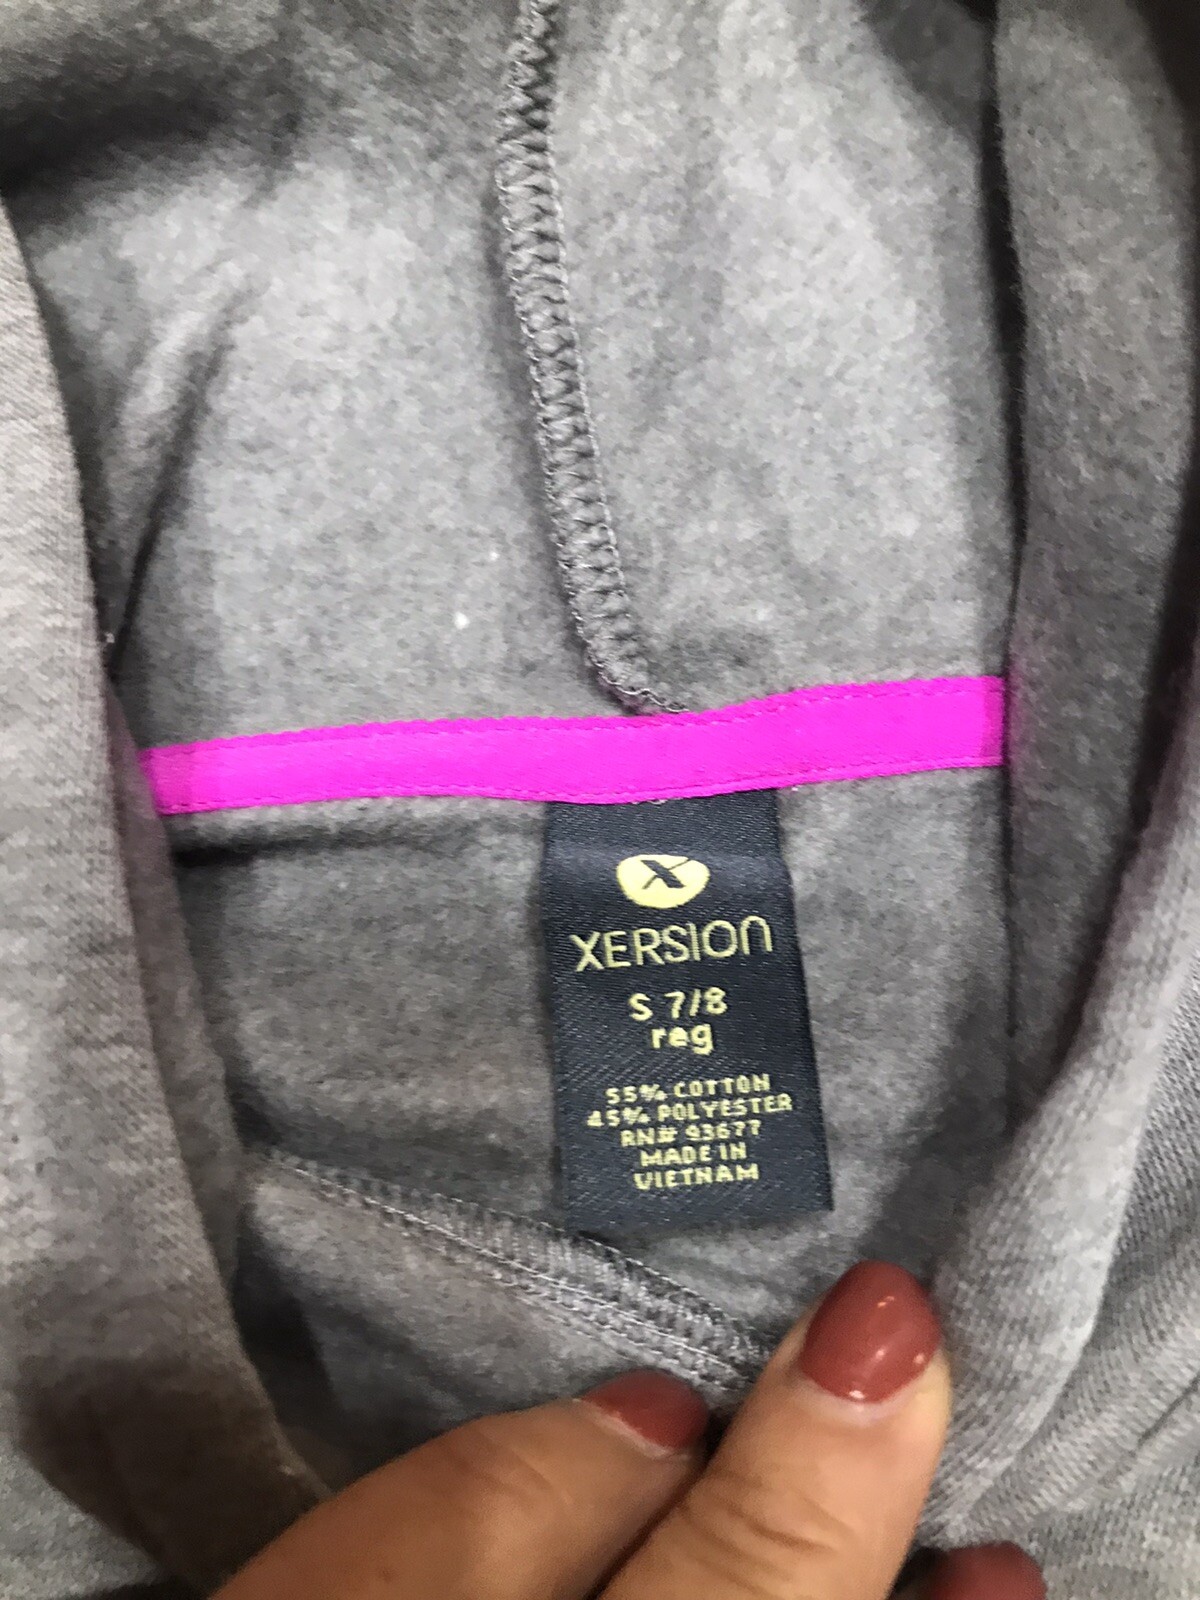 X
XERSION
S 7/8
reg
55% COTTON
45% POLYESTER
RN# 93677
MADE IN
VIETNAM